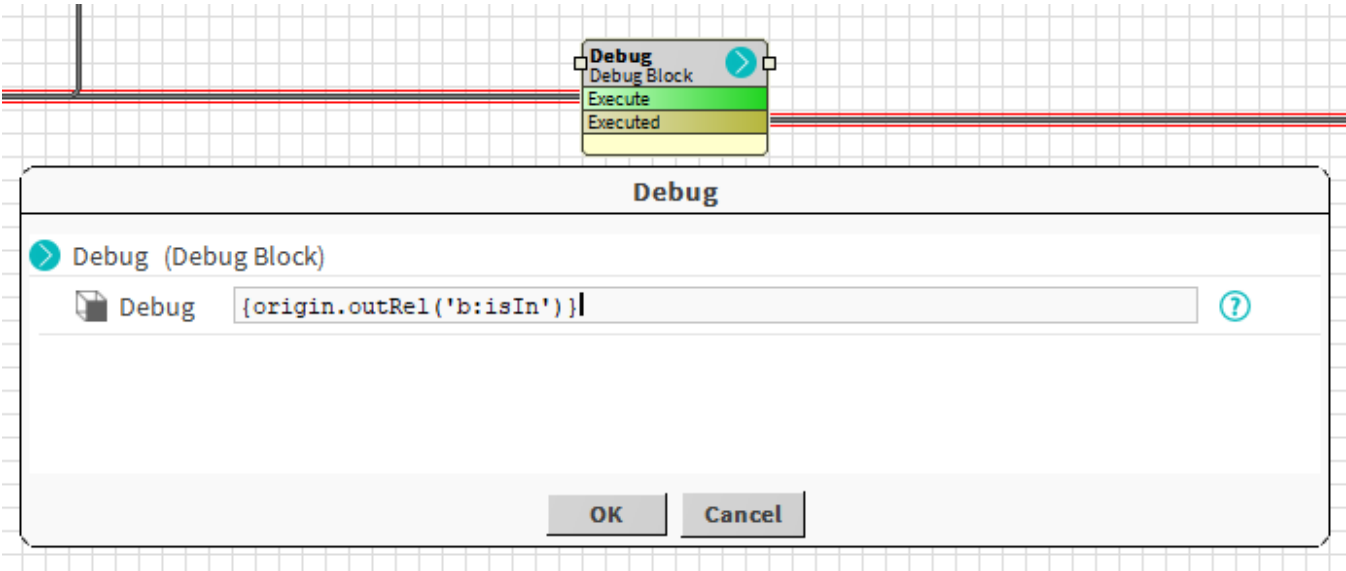 Debug
Debug Block
Execute
Executed
Debug
Debug (Debug Block)
Debug {origin.outRel('b:isIn')} ?
OK Cancel